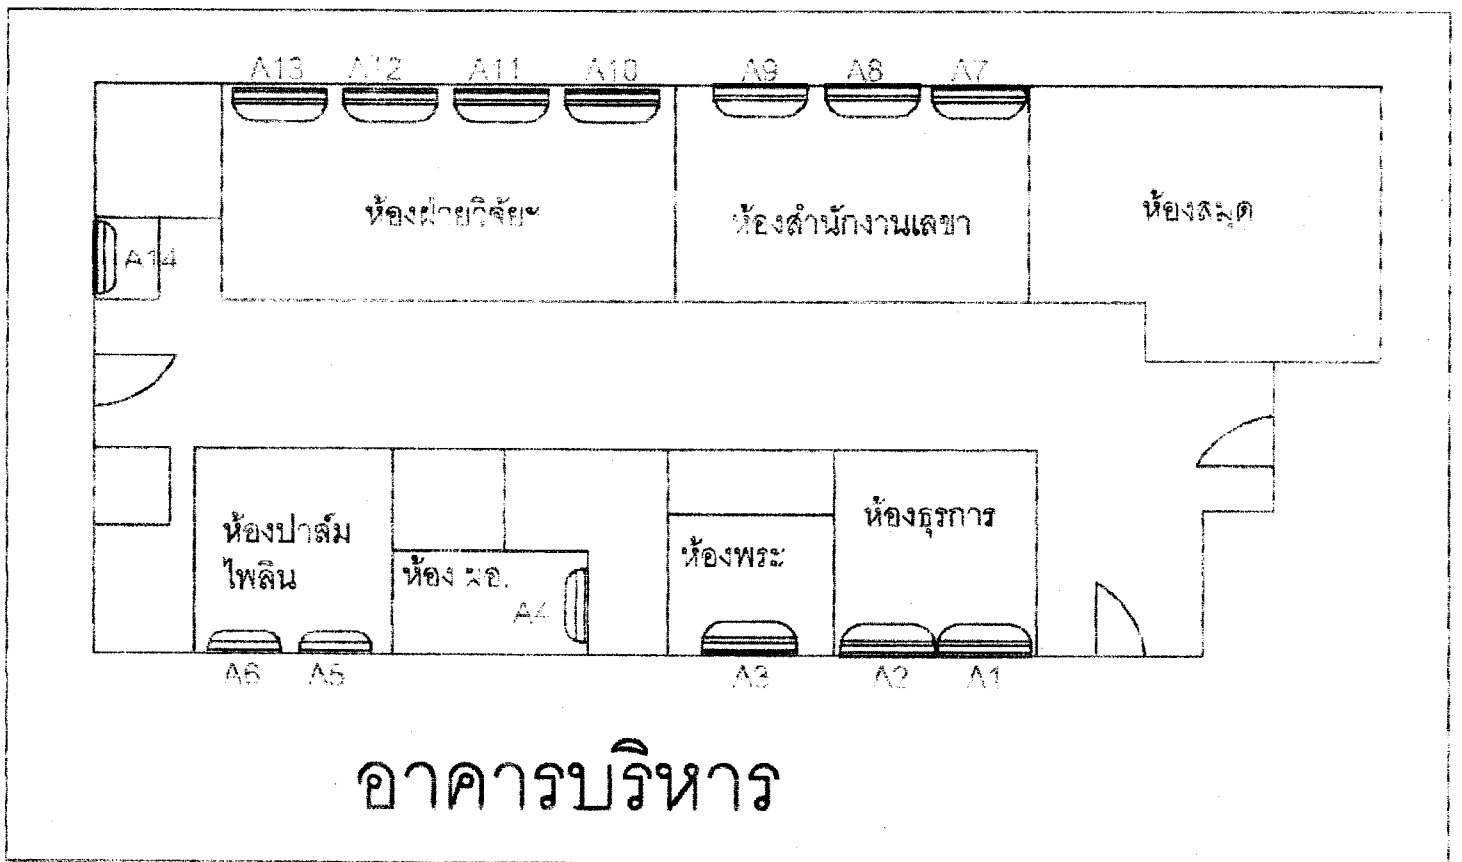 A13 A12 A11 A10 A9 A8 A7
ห้องฝ่ายวิจัยฯ ห้องสำนักงานเลขา ห้องสมุด
A14
ห้องปาล์ม
ไพลิน
ห้อง ผอ.
A4
ห้องพระ
ห้องธุรการ
A6 A5 A3 A2 A1
อาคารบริหาร